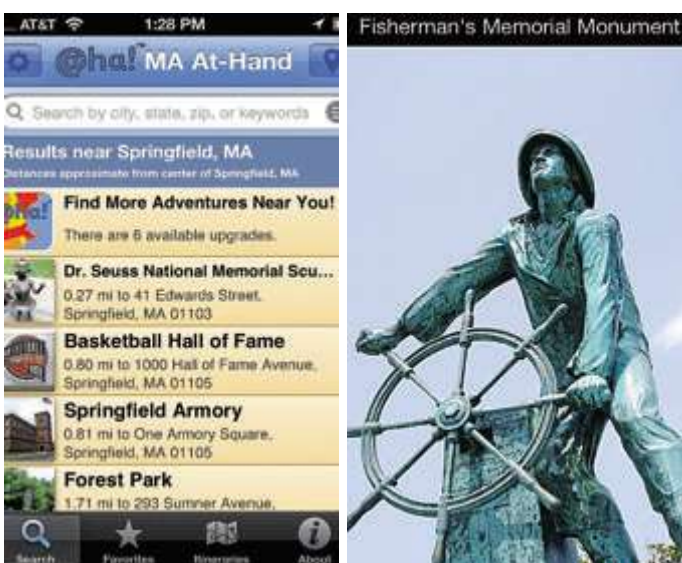 AT&T 1:28 PM
@ha! MA At-Hand
Search by city, state, zip, or keywords
Results near Springfield, MA
Distances approximate from center of Springfield, MA
@ha!
Find More Adventures Near You!
There are 6 available upgrades.
Dr. Seuss National Memorial Scu...
0.27 mi to 41 Edwards Street,
Springfield, MA 01103
Basketball Hall of Fame
0.80 mi to 1000 Hall of Fame Avenue,
Springfield, MA 01105
Springfield Armory
0.81 mi to One Armory Square,
Springfield, MA 01105
Forest Park
1.71 mi to 293 Sumner Avenue,
Search Favorites Itineraries About
Fisherman's Memorial Monument